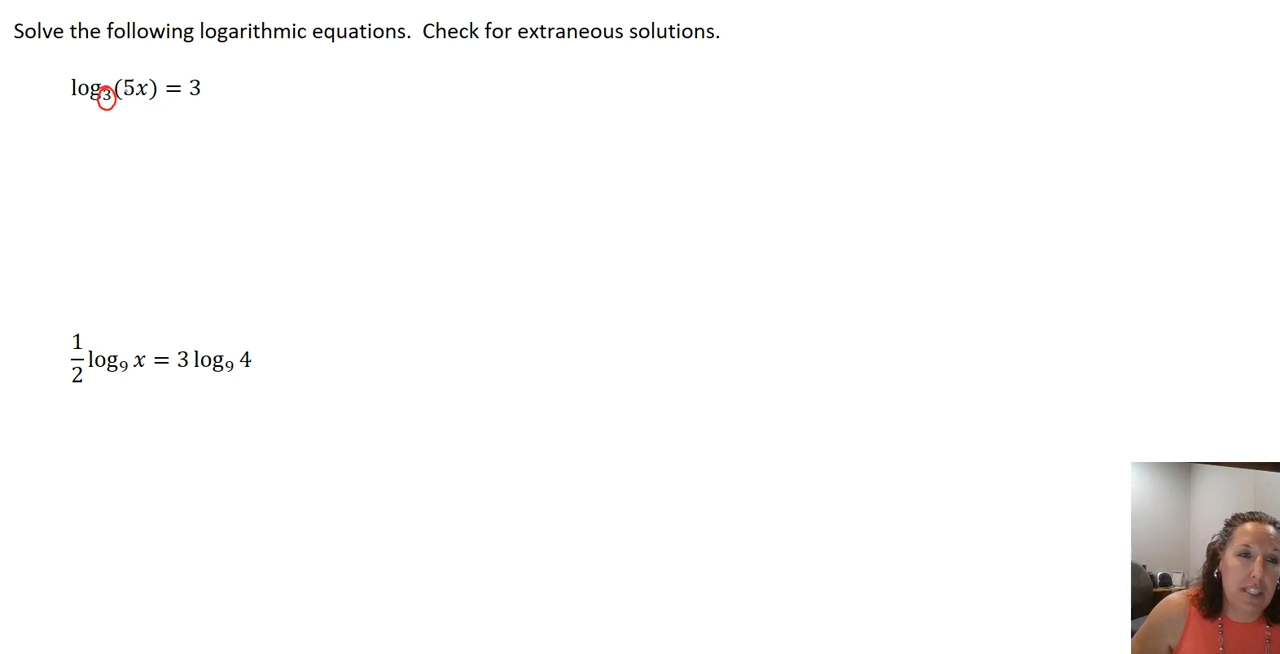 Solve the following logarithmic equations.  Check for extraneous solutions.
log₃(5x) = 3
1/2 log₉ x = 3 log₉ 4